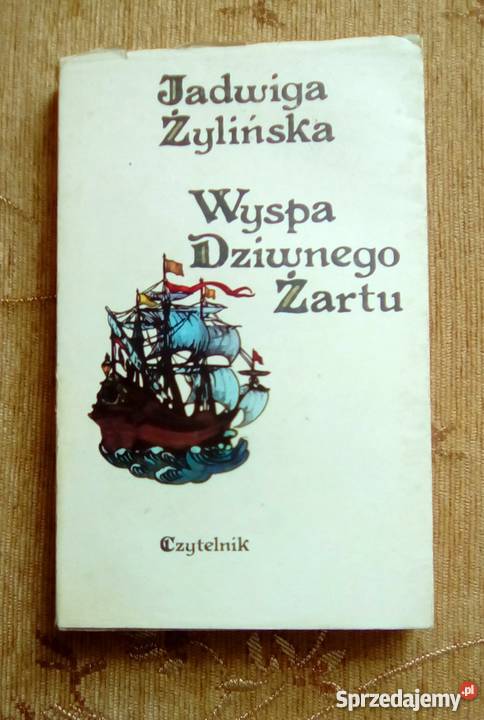 Jadwiga
Żylińska
Wyspa
Dziwnego
Żartu
Czytelnik
Sprzedajemy.pl